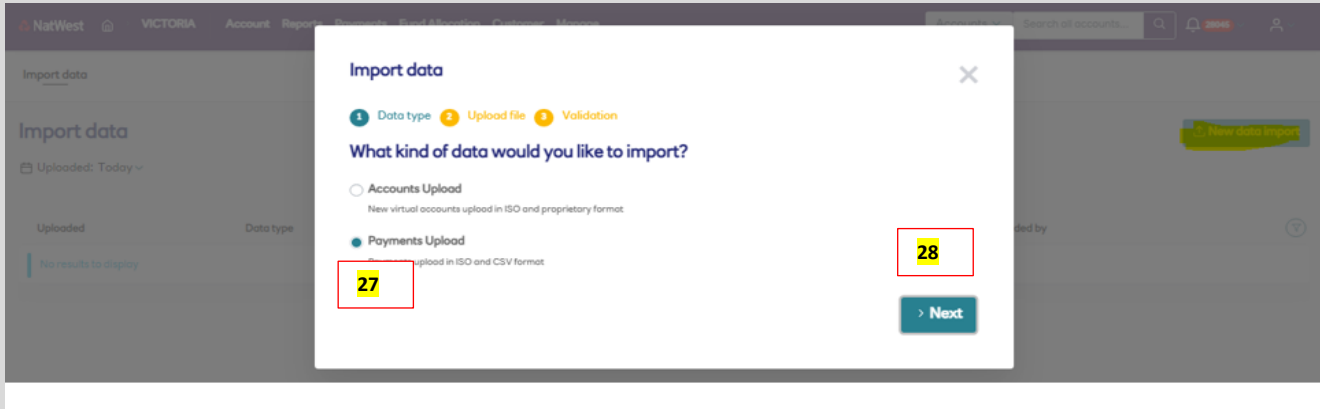 NatWest VICTORIA Account Reports Payments Fund Allocation Customer Manage Accounts Search all accounts... 28046
Import data
Import data
New data import
Uploaded: Today
Uploaded Data type ded by
No results to display
Import data
1 Data type 2 Upload file 3 Validation
What kind of data would you like to import?
Accounts Upload
New virtual accounts upload in ISO and proprietary format
Payments Upload
Payments upload in ISO and CSV format
27
28
> Next